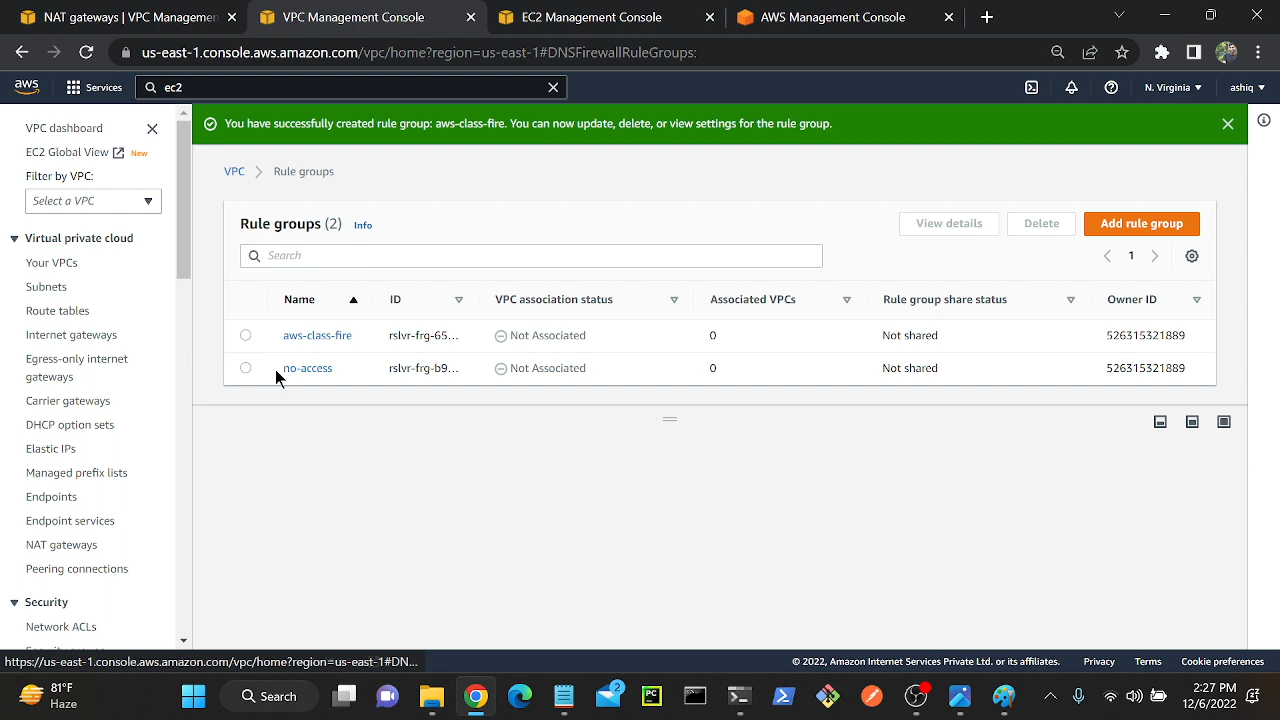 NAT gateways | VPC Managemen
VPC Management Console
EC2 Management Console
AWS Management Console
us-east-1.console.aws.amazon.com/vpc/home?region=us-east-1#DNSFirewallRuleGroups:
aws
Services
ec2
N. Virginia
ashiq
VPC dashboard
EC2 Global View
New
Filter by VPC:
Select a VPC
Virtual private cloud
Your VPCs
Subnets
Route tables
Internet gateways
Egress-only internet
gateways
Carrier gateways
DHCP option sets
Elastic IPs
Managed prefix lists
Endpoints
Endpoint services
NAT gateways
Peering connections
Security
Network ACLs
You have successfully created rule group: aws-class-fire. You can now update, delete, or view settings for the rule group.
VPC
Rule groups
Rule groups (2) Info
View details
Delete
Add rule group
Search
1
Name ID VPC association status Associated VPCs Rule group share status Owner ID
aws-class-fire rslvr-frg-65... Not Associated 0 Not shared 526315321889
no-access rslvr-frg-b9... Not Associated 0 Not shared 526315321889
https://us-east-1.console.aws.amazon.com/vpc/home?region=us-east-1#DN...
© 2022, Amazon Internet Services Private Ltd. or its affiliates.
Privacy
Terms
Cookie preferences
81°F
Haze
Search
2
PC
2:27 PM
12/6/2022